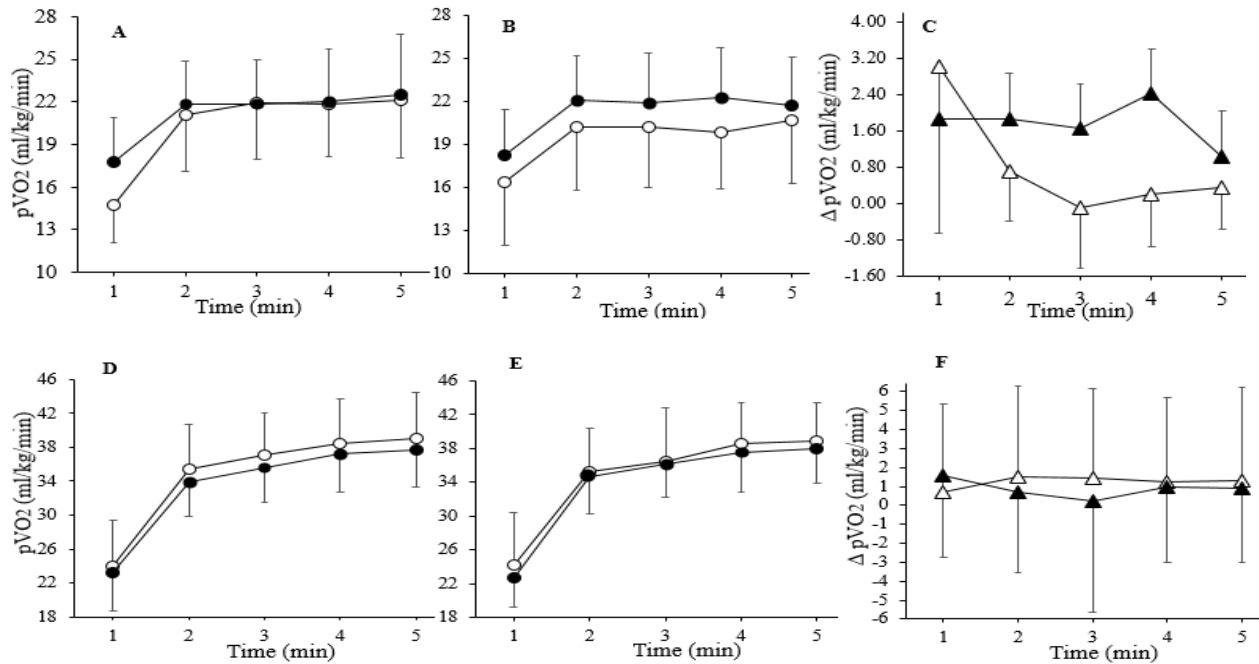 A
pVO2 (ml/kg/min)
28
25
22
19
16
13
10
1 2 3 4 5
Time (min)
B
28
25
22
19
16
13
10
1 2 3 4 5
Time (min)
C
Δ pVO2 (ml/kg/min)
4.00
3.20
2.40
1.60
0.80
0.00
-0.80
-1.60
1 2 3 4 5
Time (min)
D
pVO2 (ml/kg/min)
46
42
38
34
30
26
22
18
1 2 3 4 5
Time (min)
E
46
42
38
34
30
26
22
18
1 2 3 4 5
Time (min)
F
Δ pVO2 (ml/kg/min)
6
5
4
3
2
1
0
-1
-2
-3
-4
-5
-6
1 2 3 4 5
Time (min)